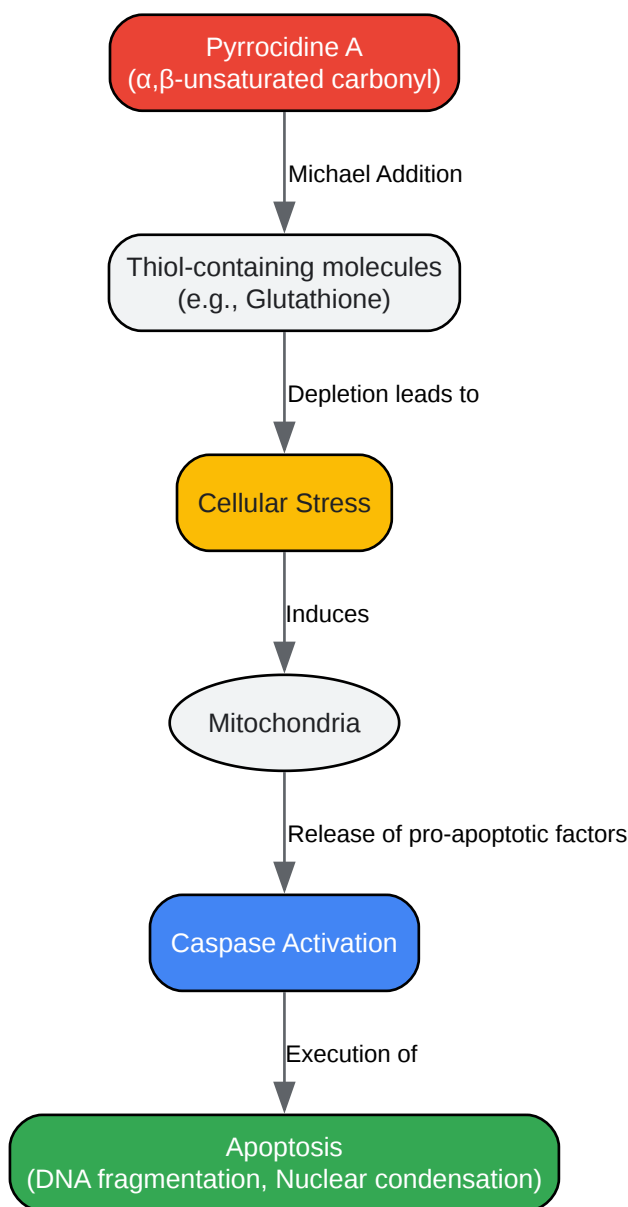 Pyrrocidine A
(α,β-unsaturated carbonyl)
Michael Addition
Thiol-containing molecules
(e.g., Glutathione)
Depletion leads to
Cellular Stress
Induces
Mitochondria
Release of pro-apoptotic factors
Caspase Activation
Execution of
Apoptosis
(DNA fragmentation, Nuclear condensation)